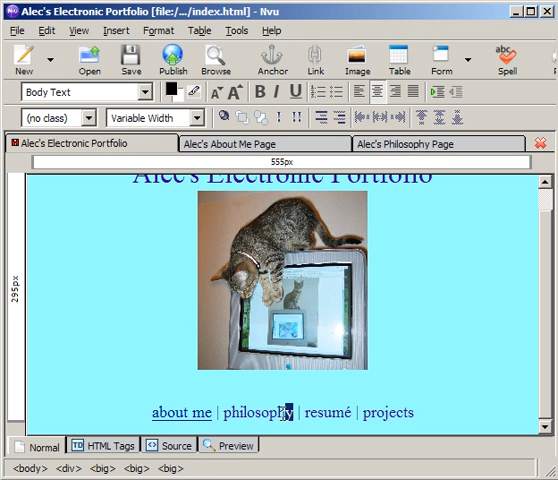 Alec's Electronic Portfolio [file:/.../index.html] - Nvu
File Edit View Insert Format Table Tools Help
New Open Save Publish Browse Anchor Link Image Table Form Spell
Body Text A A B I U
(no class) Variable Width ! !!
Alec's Electronic Portfolio Alec's About Me Page Alec's Philosophy Page
555px
Alec's Electronic Portfolio
295px
about me | philosophy | resumé | projects
Normal HTML Tags Source Preview
<body> <div> <big> <big> <big>